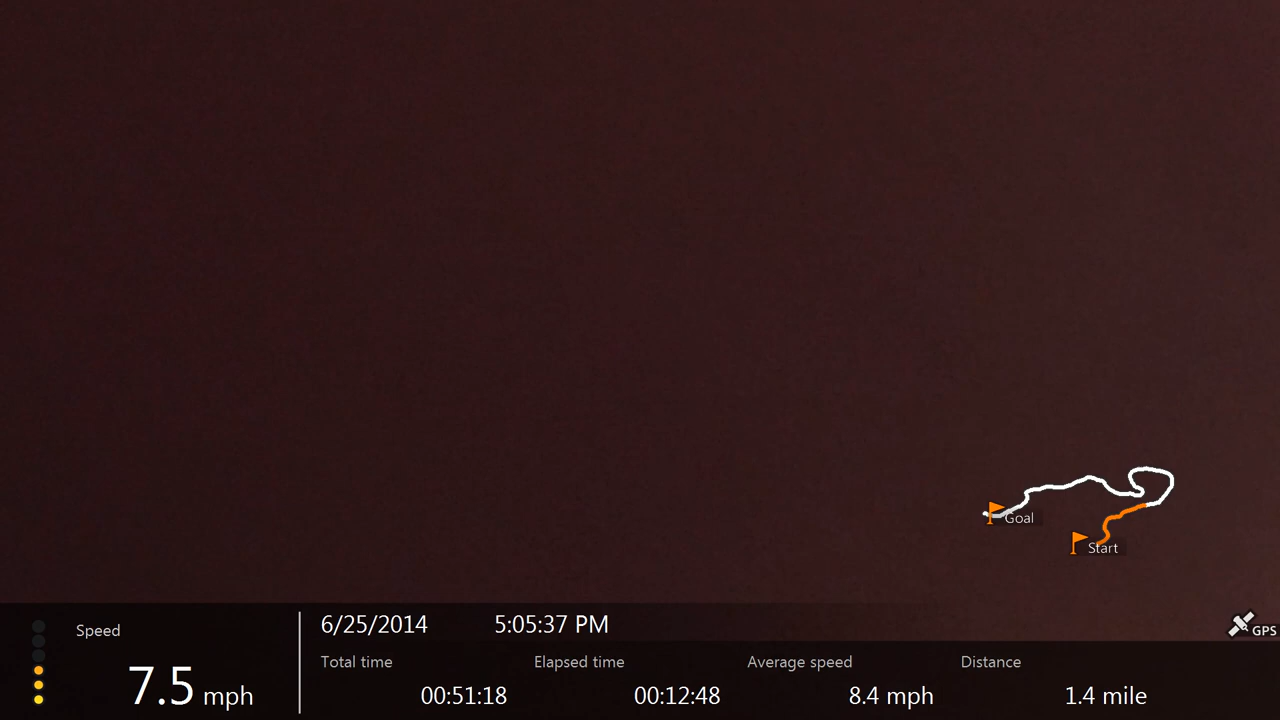 Goal
Start
Speed
7.5 mph
6/25/2014 5:05:37 PM
GPS
Total time Elapsed time Average speed Distance
00:51:18 00:12:48 8.4 mph 1.4 mile